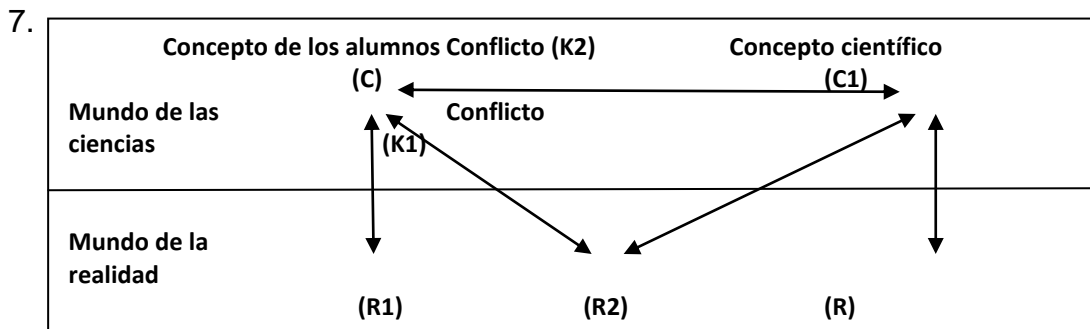 7.
Concepto de los alumnos Conflicto (K2) Concepto científico
(C) (C1)
Mundo de las Conflicto
ciencias (K1)
Mundo de la
realidad
(R1) (R2) (R)